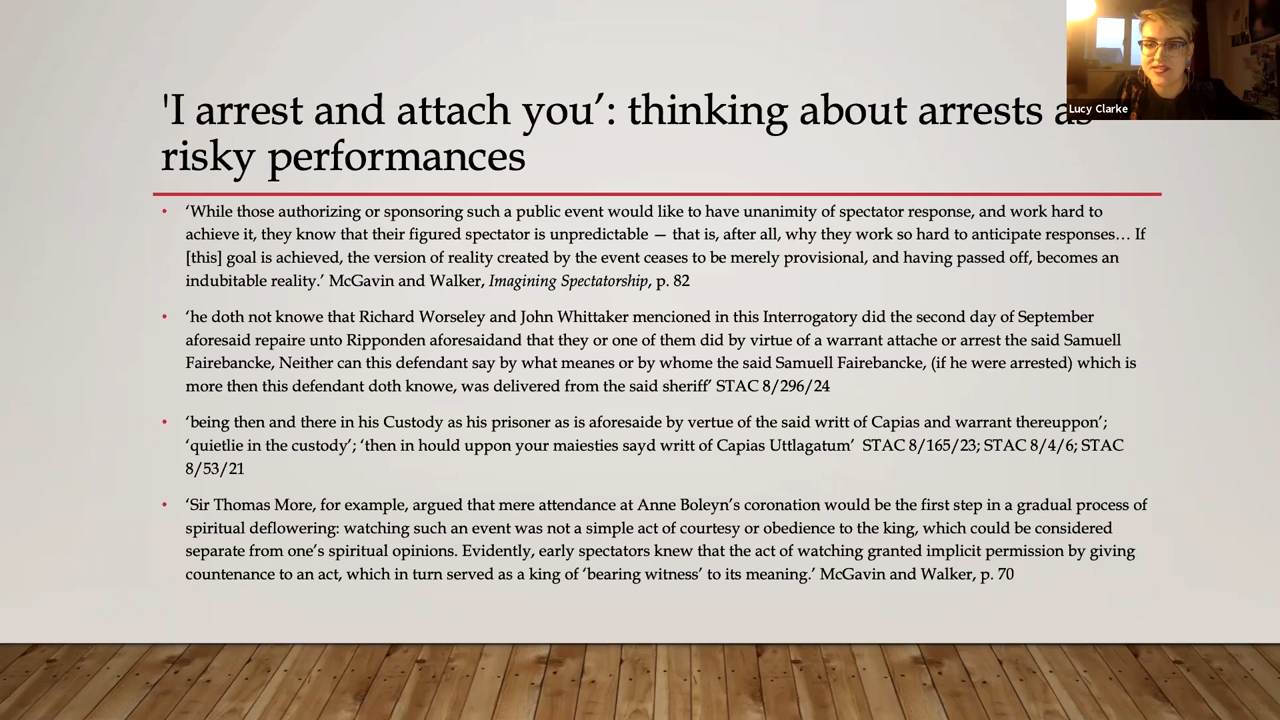 'I arrest and attach you’: thinking about arrests as
risky performances
Lucy Clarke
• ‘While those authorizing or sponsoring such a public event would like to have unanimity of spectator response, and work hard to
achieve it, they know that their figured spectator is unpredictable — that is, after all, why they work so hard to anticipate responses… If
[this] goal is achieved, the version of reality created by the event ceases to be merely provisional, and having passed off, becomes an
indubitable reality.’ McGavin and Walker, Imagining Spectatorship, p. 82
• ‘he doth not knowe that Richard Worseley and John Whittaker mencioned in this Interrogatory did the second day of September
aforesaid repaire unto Ripponden aforesaidand that they or one of them did by virtue of a warrant attache or arrest the said Samuell
Fairebancke, Neither can this defendant say by what meanes or by whome the said Samuell Fairebancke, (if he were arrested) which is
more then this defendant doth knowe, was delivered from the said sheriff’ STAC 8/296/24
• ‘being then and there in his Custody as his prisoner as is aforesaide by vertue of the said writt of Capias and warrant thereuppon’;
‘quietlie in the custody’; ‘then in hould uppon your maiesties sayd writt of Capias Uttlagatum’ STAC 8/165/23; STAC 8/4/6; STAC
8/53/21
• ‘Sir Thomas More, for example, argued that mere attendance at Anne Boleyn’s coronation would be the first step in a gradual process of
spiritual deflowering: watching such an event was not a simple act of courtesy or obedience to the king, which could be considered
separate from one’s spiritual opinions. Evidently, early spectators knew that the act of watching granted implicit permission by giving
countenance to an act, which in turn served as a king of ‘bearing witness’ to its meaning.’ McGavin and Walker, p. 70